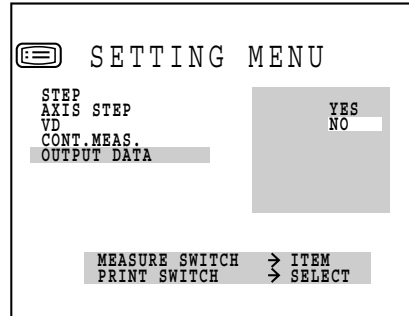 SETTING MENU
STEP
AXIS STEP
VD
CONT.MEAS.
OUTPUT DATA
YES
NO
MEASURE SWITCH → ITEM
PRINT SWITCH → SELECT